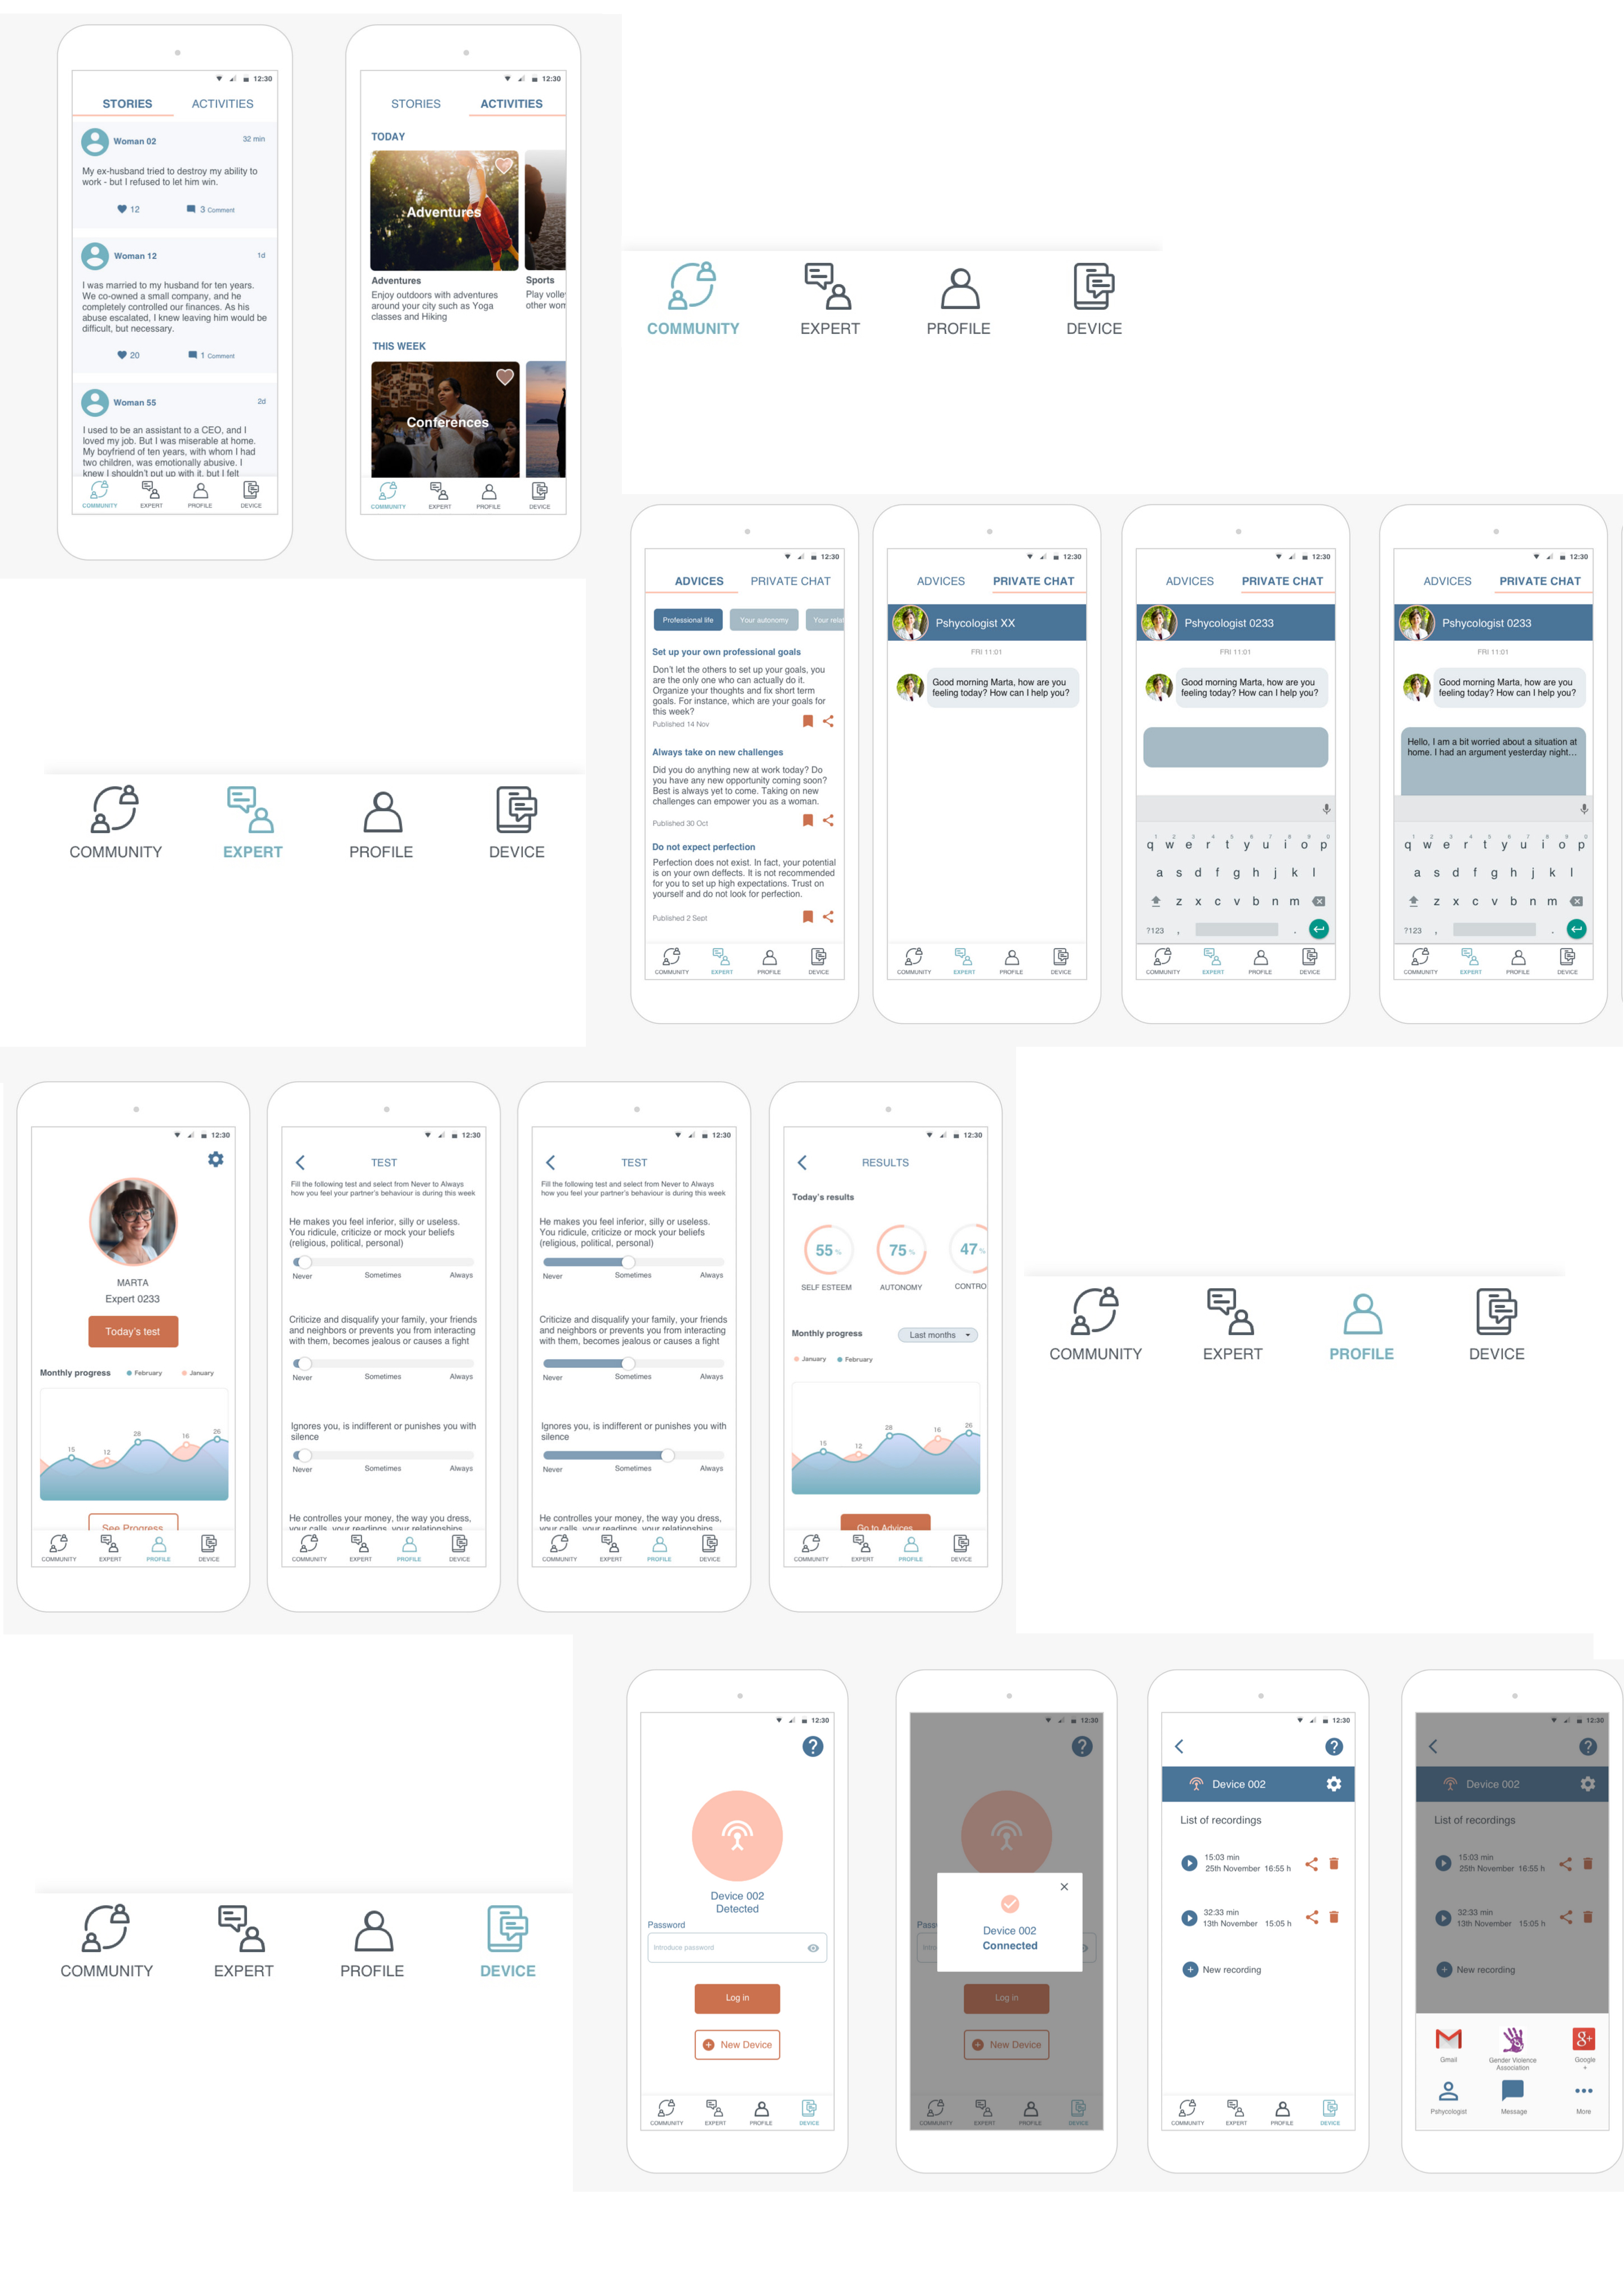 12:30
STORIES ACTIVITIES
Woman 02 32 min
My ex-husband tried to destroy my ability to
work - but I refused to let him win.
12 3 Comment
Woman 12 1d
I was married to my husband for ten years.
We co-owned a small company, and he
completely controlled our finances. As his
abuse escalated, I knew leaving him would be
difficult, but necessary.
20 1 Comment
Woman 55 2d
I used to be an assistant to a CEO, and I
loved my job. But I was miserable at home.
My boyfriend of ten years, with whom I had
two children, was emotionally abusive. I
knew I shouldn't put up with it, but I felt
COMMUNITY EXPERT PROFILE DEVICE
12:30
STORIES ACTIVITIES
TODAY
Adventures
Adventures Sports
Enjoy outdoors with adventures Play volley
around your city such as Yoga other wom
classes and Hiking
THIS WEEK
Conferences
COMMUNITY EXPERT PROFILE DEVICE
COMMUNITY EXPERT PROFILE DEVICE
12:30
ADVICES PRIVATE CHAT
Professional life Your autonomy Your relat
Set up your own professional goals
Don't let the others to set up your goals, you
are the only one who can actually do it.
Organize your thoughts and fix short term
goals. For instance, which are your goals for
this week?
Published 14 Nov
Always take on new challenges
Did you do anything new at work today? Do
you have any new opportunity coming soon?
Best is always yet to come. Taking on new
challenges can empower you as a woman.
Published 30 Oct
Do not expect perfection
Perfection does not exist. In fact, your potential
is on your own deffects. It is not recommended
for you to set up high expectations. Trust on
yourself and do not look for perfection.
Published 2 Sept
COMMUNITY EXPERT PROFILE DEVICE
12:30
ADVICES PRIVATE CHAT
Pshycologist XX
FRI 11:01
Good morning Marta, how are you
feeling today? How can I help you?
COMMUNITY EXPERT PROFILE DEVICE
12:30
ADVICES PRIVATE CHAT
Pshycologist 0233
FRI 11:01
Good morning Marta, how are you
feeling today? How can I help you?
1 2 3 4 5 6 7 8 9 0
q w e r t y u i o p
a s d f g h j k l
z x c v b n m
?123 , .
COMMUNITY EXPERT PROFILE DEVICE
12:30
ADVICES PRIVATE CHAT
Pshycologist 0233
FRI 11:01
Good morning Marta, how are you
feeling today? How can I help you?
Hello, I am a bit worried about a situation at
home. I had an argument yesterday night...
1 2 3 4 5 6 7 8 9 0
q w e r t y u i o p
a s d f g h j k l
z x c v b n m
?123 , .
COMMUNITY EXPERT PROFILE DEVICE
COMMUNITY EXPERT PROFILE DEVICE
12:30
MARTA
Expert 0233
Today's test
Monthly progress February January
15 12 28 16 26
See Progress
COMMUNITY EXPERT PROFILE DEVICE
12:30
TEST
Fill the following test and select from Never to Always
how you feel your partner's behaviour is during this week
He makes you feel inferior, silly or useless.
You ridicule, criticize or mock your beliefs
(religious, political, personal)
Never Sometimes Always
Criticize and disqualify your family, your friends
and neighbors or prevents you from interacting
with them, becomes jealous or causes a fight
Never Sometimes Always
Ignores you, is indifferent or punishes you with
silence
Never Sometimes Always
He controlles your money, the way you dress,
your calls, your readings, your relationships
COMMUNITY EXPERT PROFILE DEVICE
12:30
TEST
Fill the following test and select from Never to Always
how you feel your partner's behaviour is during this week
He makes you feel inferior, silly or useless.
You ridicule, criticize or mock your beliefs
(religious, political, personal)
Never Sometimes Always
Criticize and disqualify your family, your friends
and neighbors or prevents you from interacting
with them, becomes jealous or causes a fight
Never Sometimes Always
Ignores you, is indifferent or punishes you with
silence
Never Sometimes Always
He controlles your money, the way you dress,
your calls, your readings, your relationships
COMMUNITY EXPERT PROFILE DEVICE
12:30
RESULTS
Today's results
55 % 75 % 47 %
SELF ESTEEM AUTONOMY CONTRO
Monthly progress Last months
January February
15 12 28 16 26
Go to Advices
COMMUNITY EXPERT PROFILE DEVICE
COMMUNITY EXPERT PROFILE DEVICE
COMMUNITY EXPERT PROFILE DEVICE
12:30
?
Device 002
Detected
Password
Introduce password
Log in
New Device
COMMUNITY EXPERT PROFILE DEVICE
12:30
?
Device 002
Connected
Pass
Intro
Log in
New Device
COMMUNITY EXPERT PROFILE DEVICE
12:30
?
Device 002
List of recordings
15:03 min
25th November 16:55 h
32:33 min
13th November 15:05 h
New recording
COMMUNITY EXPERT PROFILE DEVICE
12:30
?
Device 002
List of recordings
15:03 min
25th November 16:55 h
32:33 min
13th November 15:05 h
New recording
g+
Gmail Gender Violence Google
Association +
Pshycologist Message More